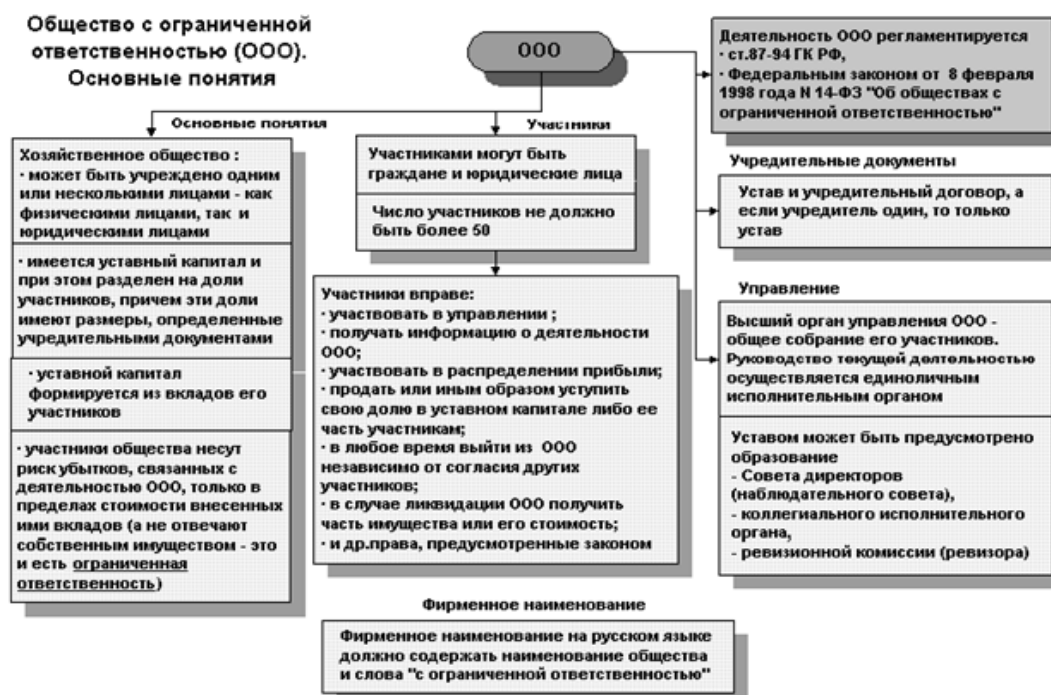 Общество с ограниченной
ответственностью (ООО).
Основные понятия
ООО
Деятельность ООО регламентируется
· ст.87-94 ГК РФ,
· Федеральным законом от 8 февраля
1998 года N 14-ФЗ "Об обществах с
ограниченной ответственностью"
Основные понятия
Хозяйственное общество :
· может быть учреждено одним
или несколькими лицами - как
физическими лицами, так и
юридическими лицами
· имеется уставный капитал и
при этом разделен на доли
участников, причем эти доли
имеют размеры, определенные
учредительными документами
· уставной капитал
формируется из вкладов его
участников
· участники общества несут
риск убытков, связанных с
деятельностью ООО, только в
пределах стоимости внесенных
ими вкладов (а не отвечают
собственным имуществом - это
и есть ограниченная
ответственность)
Участники
Участниками могут быть
граждане и юридические лица
Число участников не должно
быть более 50
Участники вправе:
· участвовать в управлении ;
· получать информацию о деятельности
ООО;
· участвовать в распределении прибыли;
· продать или иным образом уступить
свою долю в уставном капитале либо ее
часть участникам;
· в любое время выйти из ООО
независимо от согласия других
участников;
· в случае ликвидации ООО получить
часть имущества или его стоимость;
· и др.права, предусмотренные законом
Учредительные документы
Устав и учредительный договор, а
если учредитель один, то только
устав
Управление
Высший орган управления ООО -
общее собрание его участников.
Руководство текущей деятельностью
осуществляется единоличным
исполнительным органом
Уставом может быть предусмотрено
образование
- Совета директоров
(наблюдательного совета),
- коллегиального исполнительного
органа,
- ревизионной комиссии (ревизора)
Фирменное наименование
Фирменное наименование на русском языке
должно содержать наименование общества
и слова "с ограниченной ответственностью"